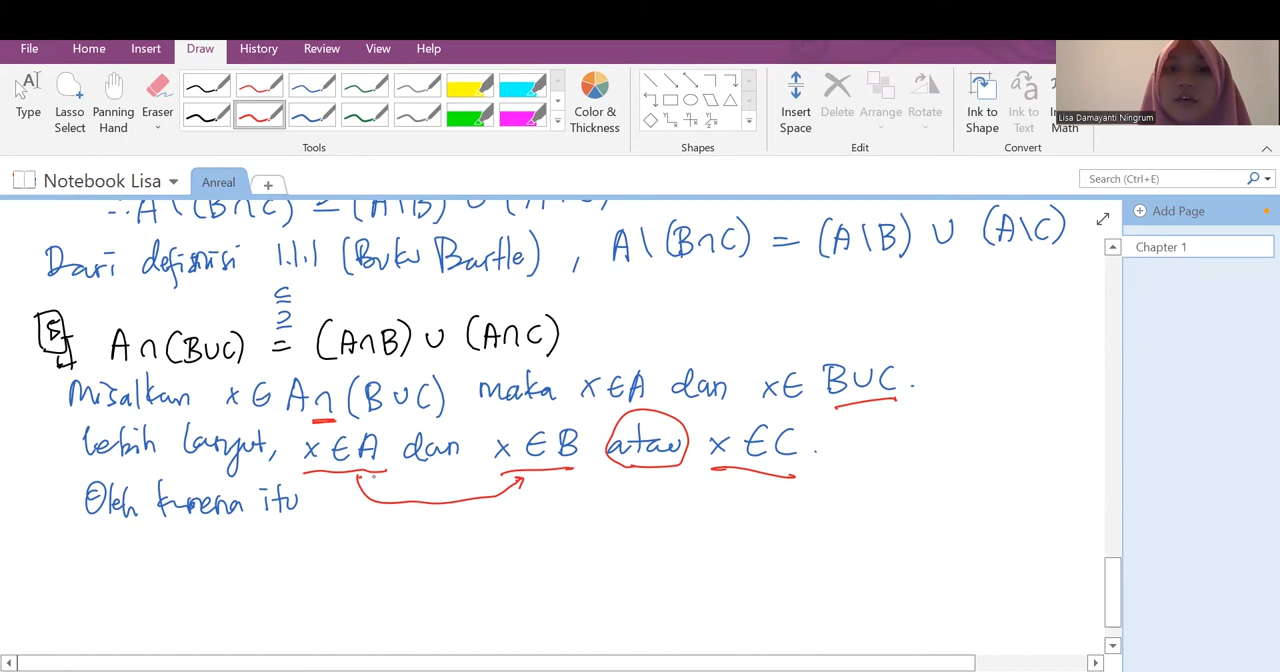 File Home Insert Draw History Review View Help
Type Lasso Select Panning Hand Eraser Color & Thickness Insert Space Delete Arrange Rotate Ink to Shape Ink to Text Math
Tools Shapes Edit Convert
Lisa Damayanti Ningrum
Notebook Lisa Anreal Search (Ctrl+E)
Add Page
Chapter 1
∴ A \ (B∩C) = (A\B) ∪
Dari definisi 1.1.1 (Buku Bartle), A \ (B∩C) = (A\B) ∪ (A\C)
⊆
⊇
A∩(B∪C) = (A∩B) ∪ (A∩C)
Misalkan x ∈ A∩(B∪C) maka x∈A dan x∈ B∪C.
Lebih lanjut, x∈A dan x∈B atau x∈C.
Oleh karena itu